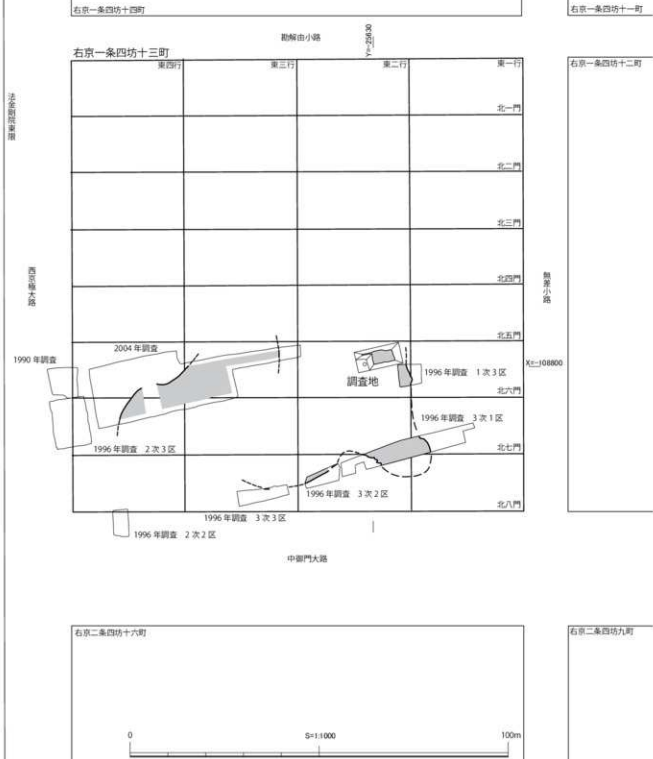 右京一条四坊十四町
右京一条四坊十一町
勘解由小路
右京一条四坊十三町
東四行
東三行
東二行
東一行
右京一条四坊十二町
法金剛院東限
北一門
北二門
北三門
西京極大路
北四門
無差小路
北五門
1990 年調査
2004 年調査
調査地
1996 年調査 1 次 3 区
X=-108800
北六門
1996 年調査 3 次 1 区
1996 年調査 2 次 3 区
北七門
1996 年調査 3 次 2 区
北八門
1996 年調査 3 次 3 区
1996 年調査 2 次 2 区
中御門大路
右京二条四坊十六町
右京二条四坊九町
0
S=1:1000
100m